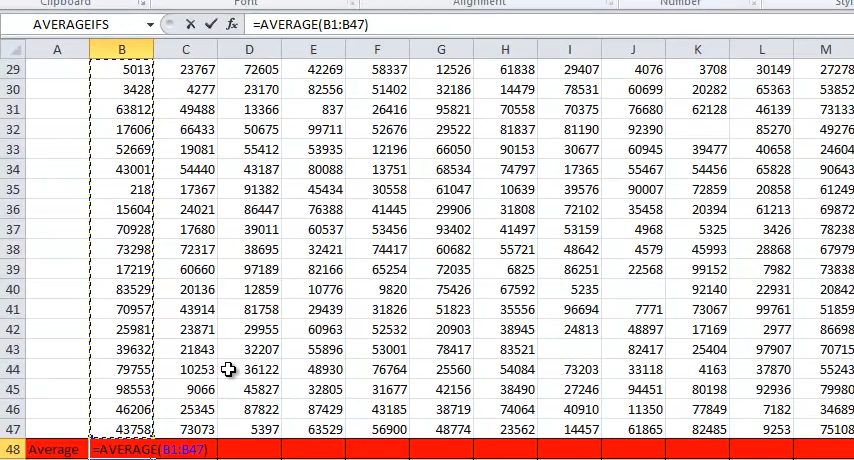 Clipboard Font Alignment Number
AVERAGEIFS fx =AVERAGE(B1:B47)
A B C D E F G H I J K L M
29 5013 23767 72605 42269 58337 12526 61838 29407 4076 3708 30149 27278
30 3428 4277 23170 82556 51402 32186 14479 78531 60699 20282 65363 53852
31 63812 49488 13366 837 26416 95821 70558 70375 76680 62128 46139 73133
32 17606 66433 50675 99711 52676 29522 81837 81190 92390 85270 49276
33 52669 19081 55412 53935 12196 66050 90153 30677 60945 39477 40658 24604
34 43001 54440 43187 80088 13751 68534 74797 17365 55467 54456 65828 90643
35 218 17367 91382 45434 30558 61047 10639 39576 90007 72859 20858 61249
36 15604 24021 86447 76388 41445 29906 31808 72102 35458 20394 61213 69872
37 70928 17680 39011 60537 53456 93402 41497 53159 4968 5325 3426 78238
38 73298 72317 38695 32421 74417 60682 55721 48642 4579 45993 28868 67979
39 17219 60660 97189 82166 65254 72035 6825 86251 22568 99152 7982 73838
40 83529 20136 12859 10776 9820 75426 67592 5235 92140 22931 20842
41 70957 43914 81758 29439 31826 51823 35556 96694 7771 73067 99761 51859
42 25981 23871 29955 60963 52532 20903 38945 24813 48897 17169 2977 86698
43 39632 21843 32207 55896 53001 78417 83521 82417 25404 97907 70715
44 79755 10253 36122 48930 76764 25560 54084 73203 33118 4163 37870 55243
45 98553 9066 45827 32805 31677 42156 38490 27246 94451 80198 92936 79980
46 46206 25345 87822 87429 43185 38719 74064 40910 11350 77849 7182 34689
47 43758 73073 5397 63529 56900 48774 23562 14457 61865 82485 9253 75108
48 Average =AVERAGE(B1:B47)